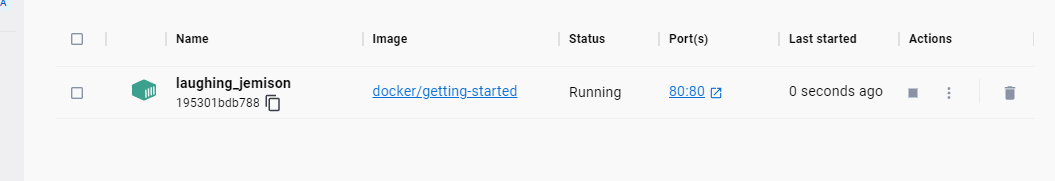 A
Name Image Status Port(s) Last started Actions
laughing_jemison docker/getting-started Running 80:80 0 seconds ago
195301bdb788